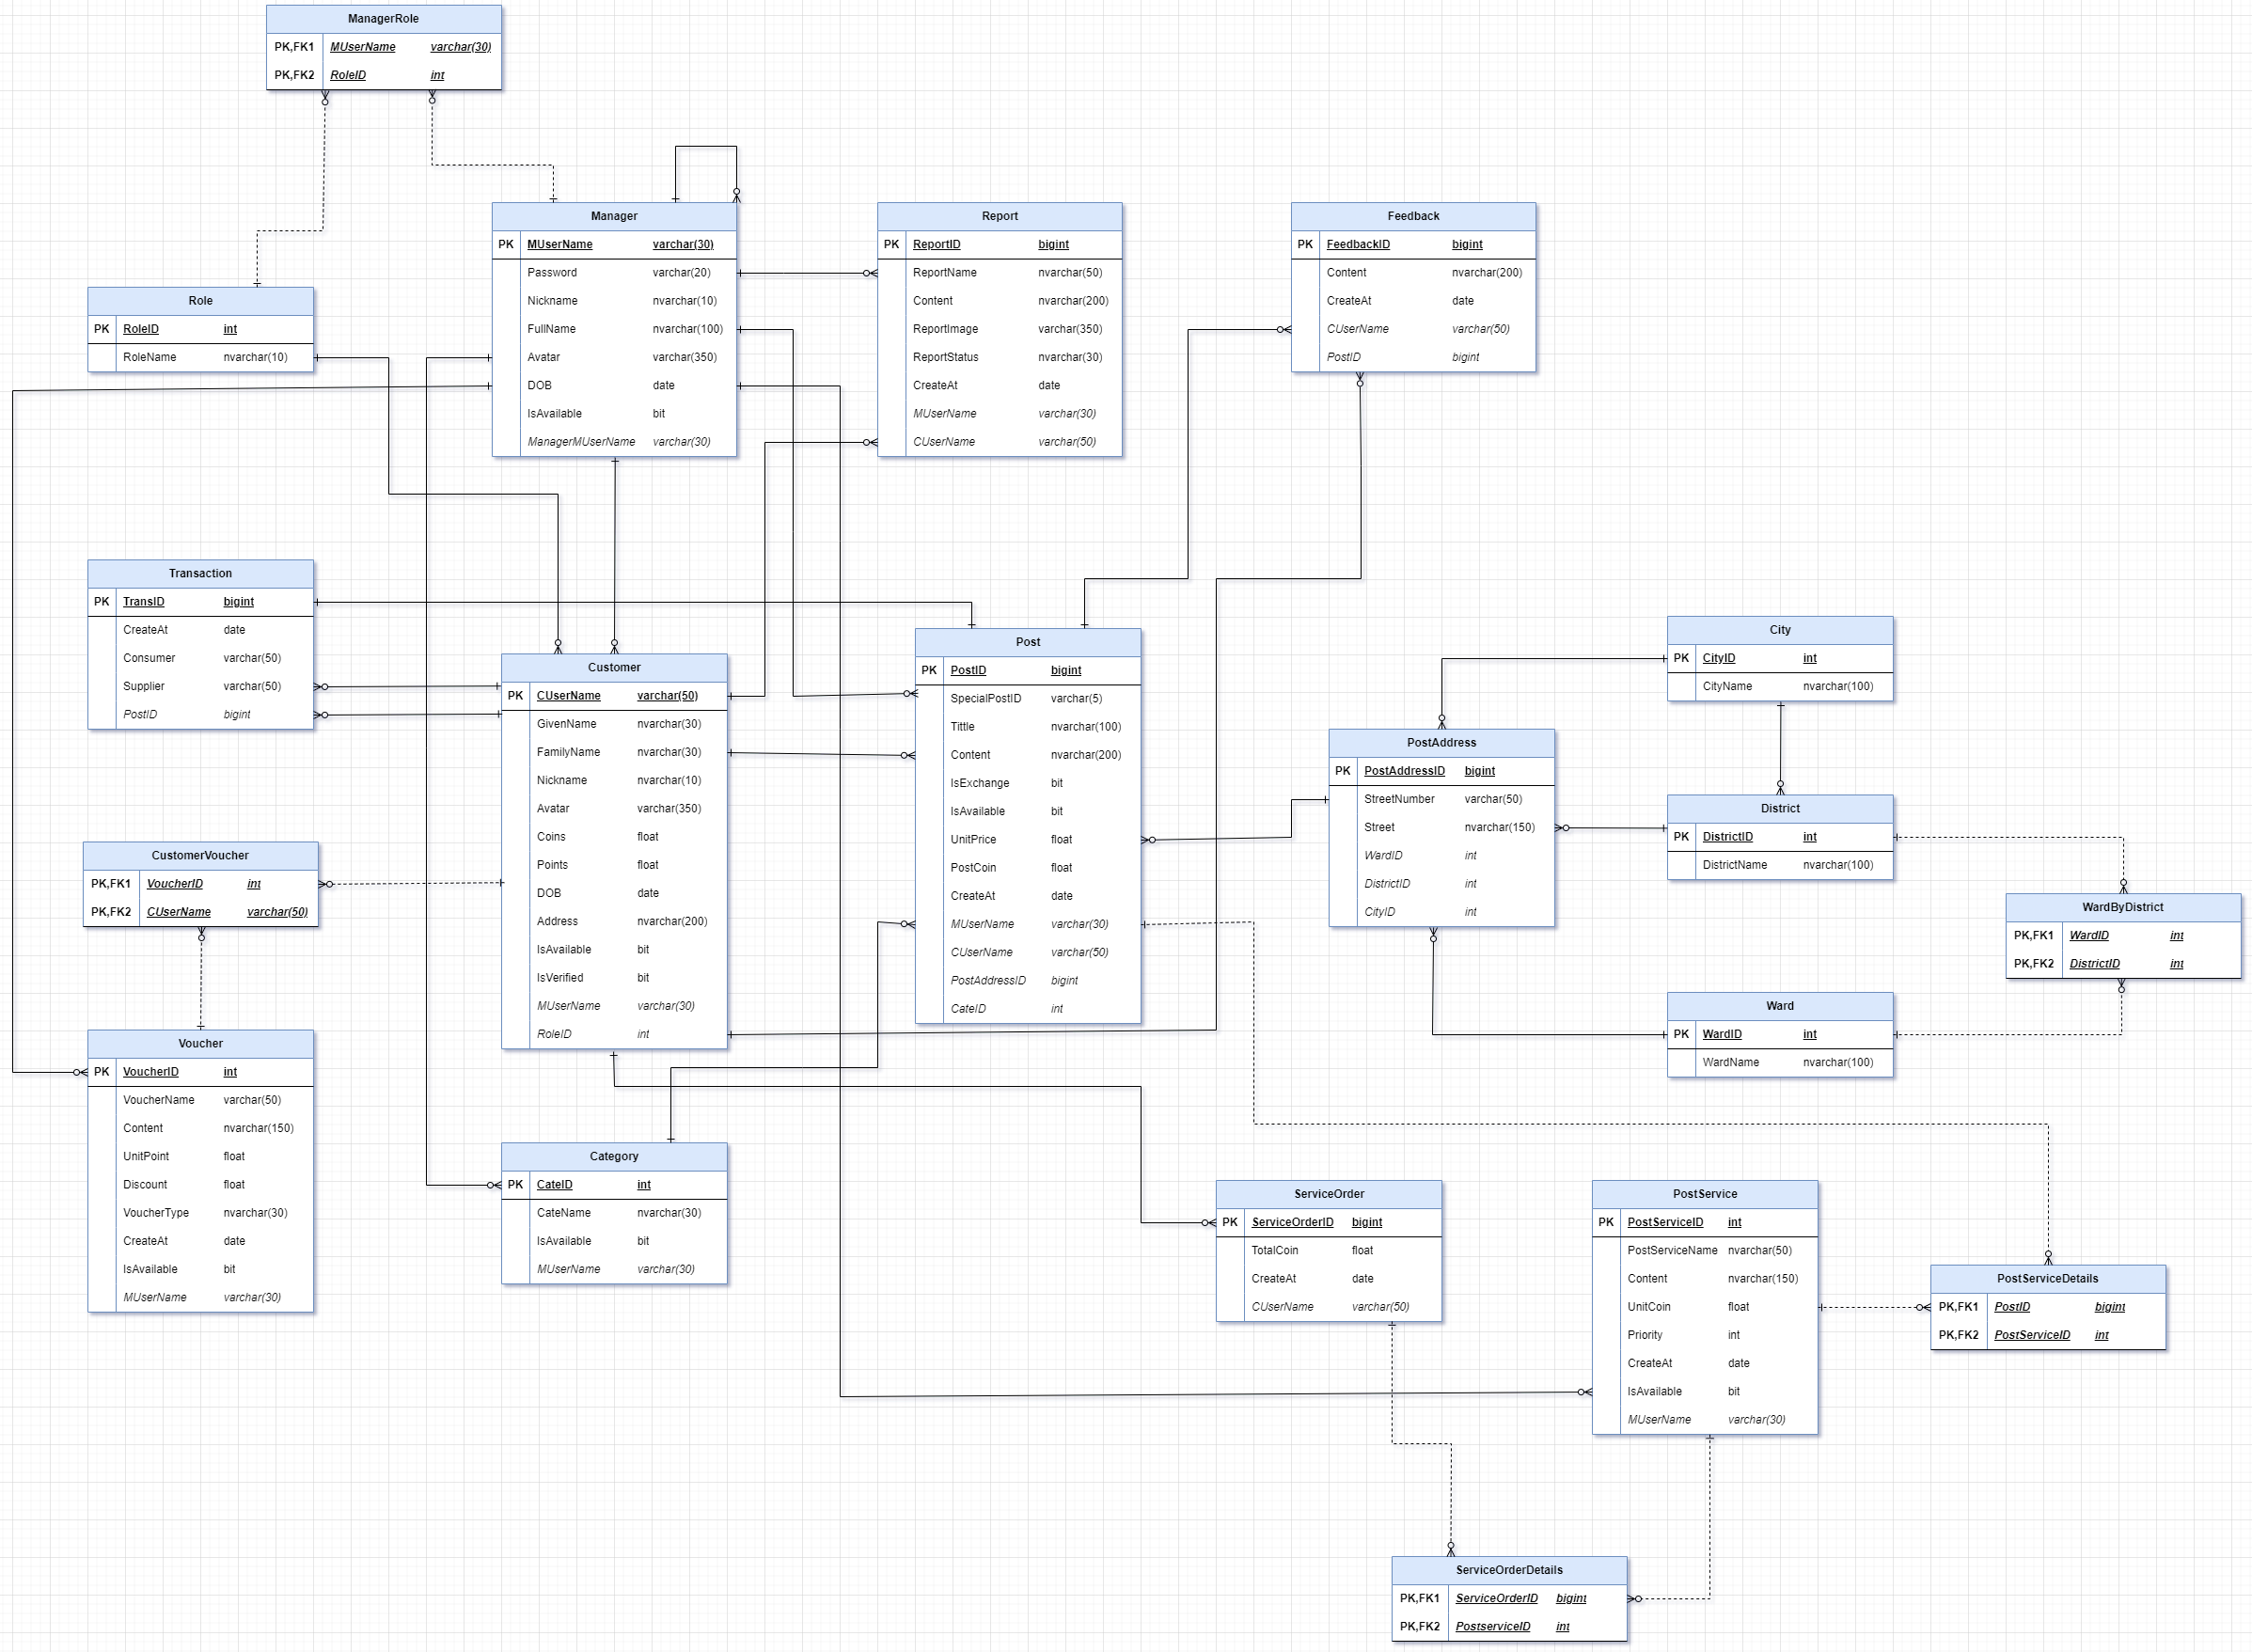 ManagerRole
PK,FK1 MUserName varchar(30)
PK,FK2 RoleID int
Manager
PK MUserName varchar(30)
Password varchar(20)
Nickname nvarchar(10)
FullName nvarchar(100)
Avatar varchar(350)
DOB date
IsAvailable bit
ManagerMUserName varchar(30)
Report
PK ReportID bigint
ReportName nvarchar(50)
Content nvarchar(200)
ReportImage varchar(350)
ReportStatus nvarchar(30)
CreateAt date
MUserName varchar(30)
CUserName varchar(50)
Feedback
PK FeedbackID bigint
Content nvarchar(200)
CreateAt date
CUserName varchar(50)
PostID bigint
Role
PK RoleID int
RoleName nvarchar(10)
Transaction
PK TransID bigint
CreateAt date
Consumer varchar(50)
Supplier varchar(50)
PostID bigint
Customer
PK CUserName varchar(50)
GivenName nvarchar(30)
FamilyName nvarchar(30)
Nickname nvarchar(10)
Avatar varchar(350)
Coins float
Points float
DOB date
Address nvarchar(200)
IsAvailable bit
IsVerified bit
MUserName varchar(30)
RoleID int
Post
PK PostID bigint
SpecialPostID varchar(5)
Tittle nvarchar(100)
Content nvarchar(200)
IsExchange bit
IsAvailable bit
UnitPrice float
PostCoin float
CreateAt date
MUserName varchar(30)
CUserName varchar(50)
PostAddressID bigint
CateID int
City
PK CityID int
CityName nvarchar(100)
PostAddress
PK PostAddressID bigint
StreetNumber varchar(50)
Street nvarchar(150)
WardID int
DistrictID int
CityID int
District
PK DistrictID int
DistrictName nvarchar(100)
WardByDistrict
PK,FK1 WardID int
PK,FK2 DistrictID int
Ward
PK WardID int
WardName nvarchar(100)
CustomerVoucher
PK,FK1 VoucherID int
PK,FK2 CUserName varchar(50)
Voucher
PK VoucherID int
VoucherName varchar(50)
Content nvarchar(150)
UnitPoint float
Discount float
VoucherType nvarchar(30)
CreateAt date
IsAvailable bit
MUserName varchar(30)
Category
PK CateID int
CateName nvarchar(30)
IsAvailable bit
MUserName varchar(30)
ServiceOrder
PK ServiceOrderID bigint
TotalCoin float
CreateAt date
CUserName varchar(50)
PostService
PK PostServiceID int
PostServiceName nvarchar(50)
Content nvarchar(150)
UnitCoin float
Priority int
CreateAt date
IsAvailable bit
MUserName varchar(30)
PostServiceDetails
PK,FK1 PostID bigint
PK,FK2 PostServiceID int
ServiceOrderDetails
PK,FK1 ServiceOrderID bigint
PK,FK2 PostserviceID int